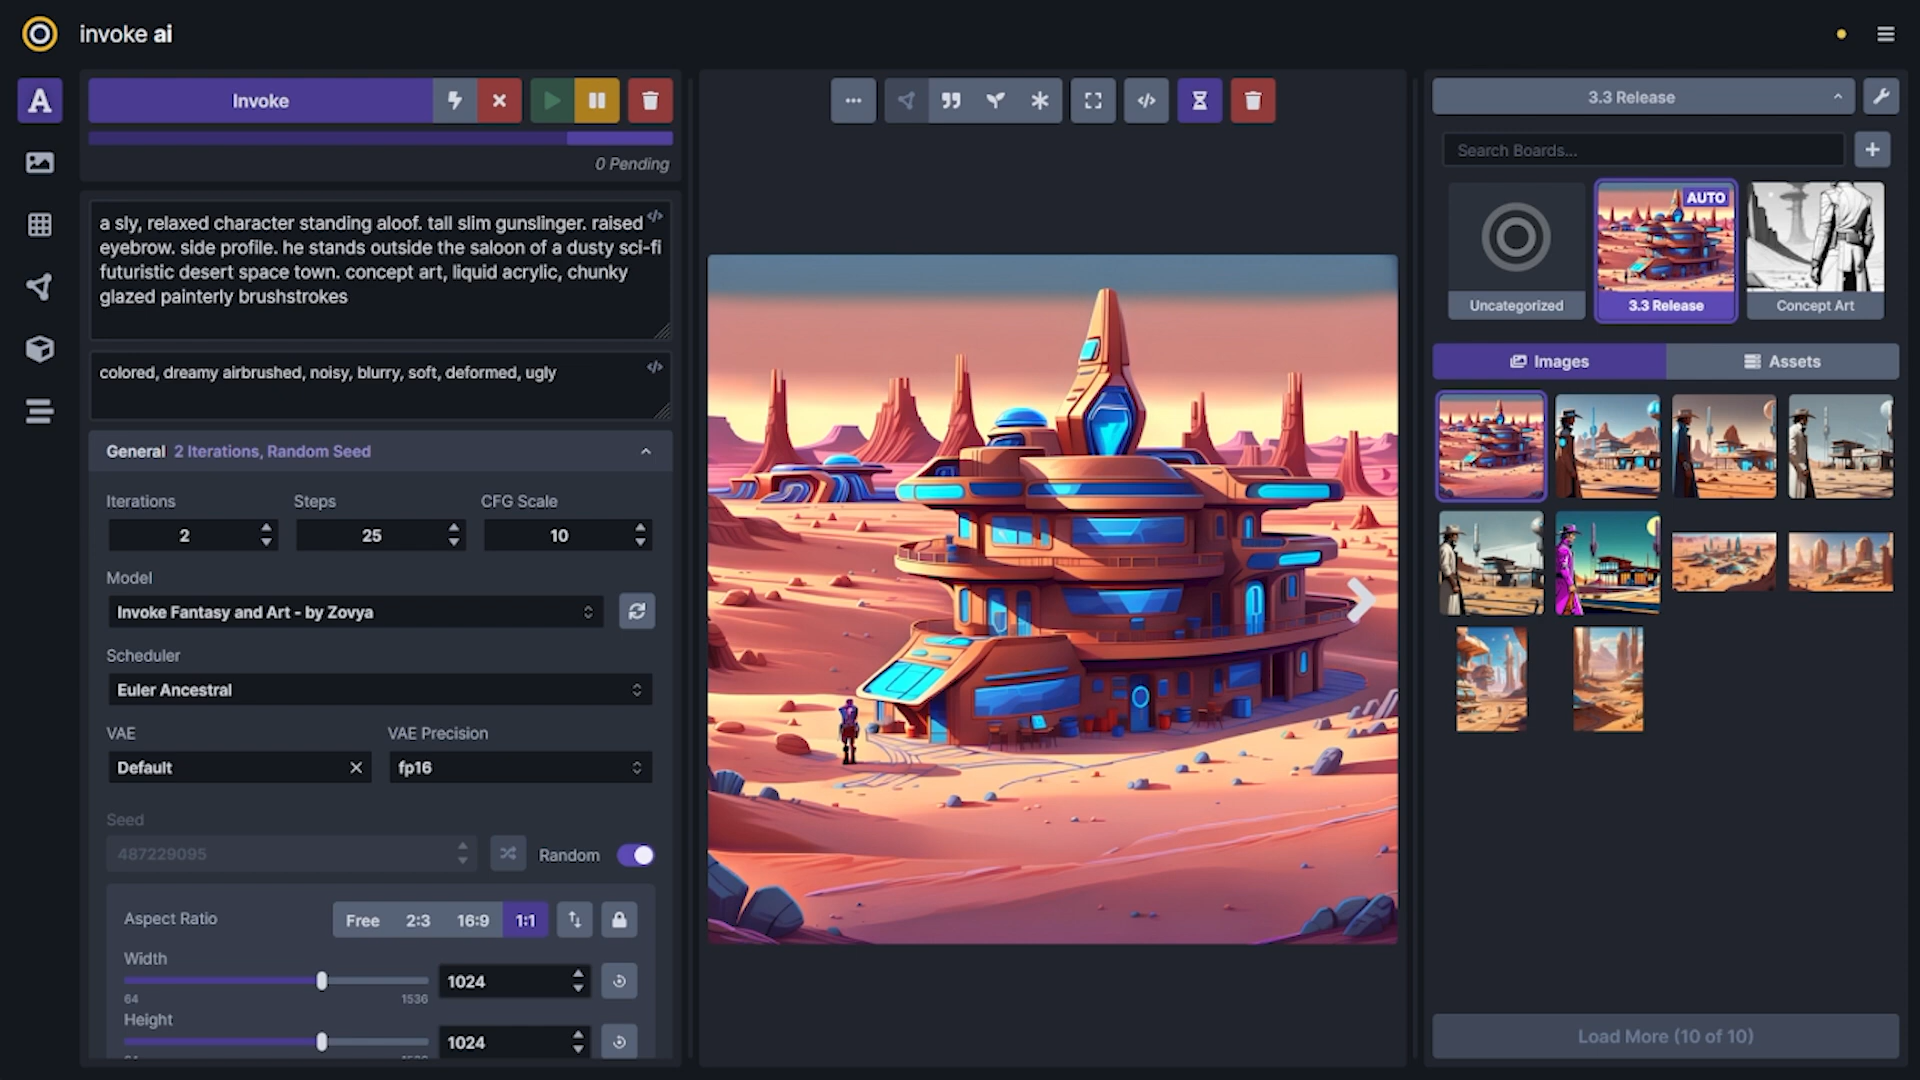 invoke ai
A
Invoke
0 Pending
a sly, relaxed character standing aloof. tall slim gunslinger. raised
eyebrow. side profile. he stands outside the saloon of a dusty sci-fi
futuristic desert space town. concept art, liquid acrylic, chunky
glazed painterly brushstrokes
colored, dreamy airbrushed, noisy, blurry, soft, deformed, ugly
General 2 Iterations, Random Seed
Iterations Steps CFG Scale
2 25 10
Model
Invoke Fantasy and Art - by Zovya
Scheduler
Euler Ancestral
VAE VAE Precision
Default fp16
Seed
487229095 Random
Aspect Ratio Free 2:3 16:9 1:1
Width
1024
64 1536
Height
1024
3.3 Release
Search Boards...
AUTO
Uncategorized 3.3 Release Concept Art
Images Assets
Load More (10 of 10)